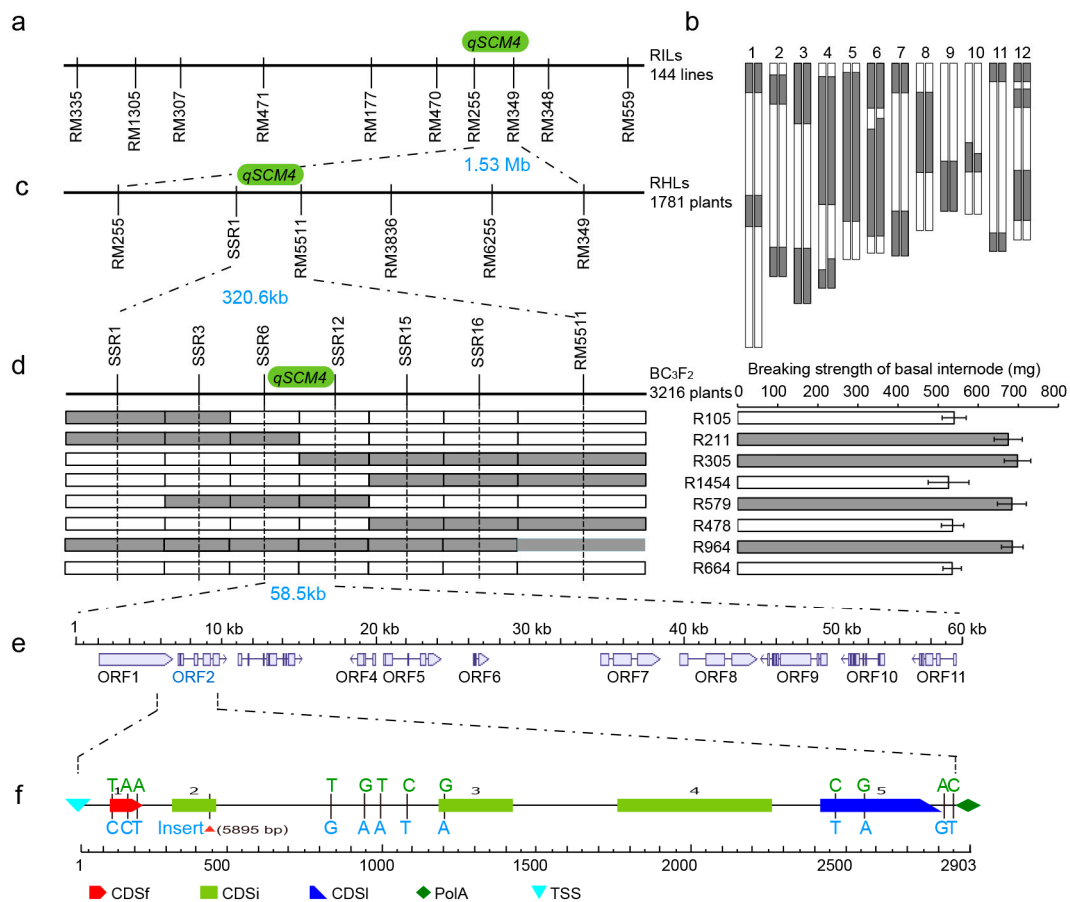 a
qSCM4
RILs
144 lines
RM335 RM1305 RM307 RM471 RM177 RM470 RM255 RM349 RM348 RM559
1.53 Mb
b
1 2 3 4 5 6 7 8 9 10 11 12
c
qSCM4
RHLs
1781 plants
RM255 SSR1 RM5511 RM3836 RM6255 RM349
320.6kb
SSR1 SSR3 SSR6 SSR12 SSR15 SSR16 RM5511
d
qSCM4
BC3F2
3216 plants
Breaking strength of basal internode (mg)
0 100 200 300 400 500 600 700 800
R105
R211
R305
R1454
R579
R478
R964
R664
58.5kb
e
1 10 kb 20 kb 30 kb 40 kb 50 kb 60 kb
ORF1 ORF2 ORF4 ORF5 ORF6 ORF7 ORF8 ORF9 ORF10 ORF11
f
T A A T G T C G C G A C
1 2 3 4 5
C C T Insert (5895 bp) G A A T A T A G T
1 500 1000 1500 2000 2500 2903
CDSf CDSi CDSl PolA TSS